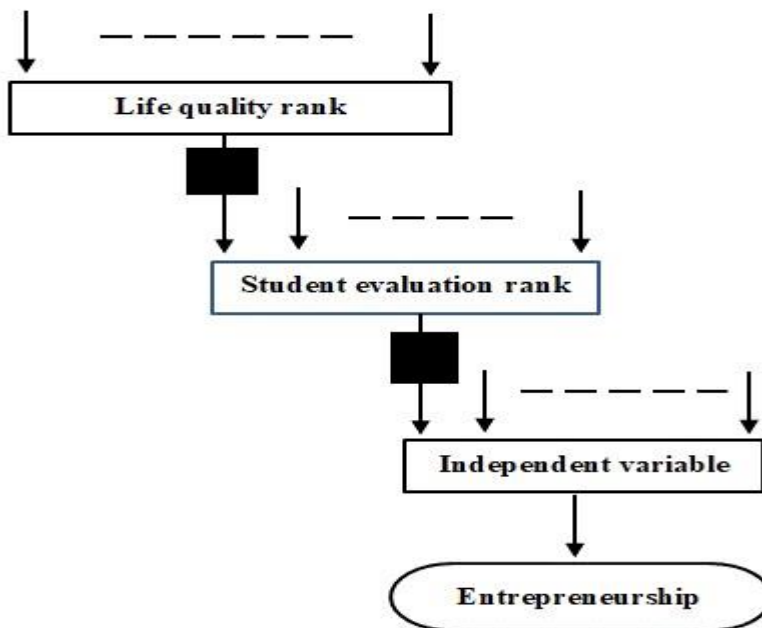 Life quality rank
Student evaluation rank
Independent variable
Entrepreneurship